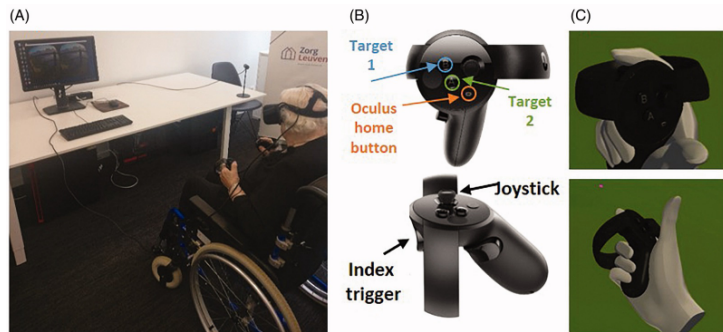 (A)
Zorg
Leuven
(B)
Target
1
Target
2
Oculus
home
button
Joystick
Index
trigger
(C)
B
A